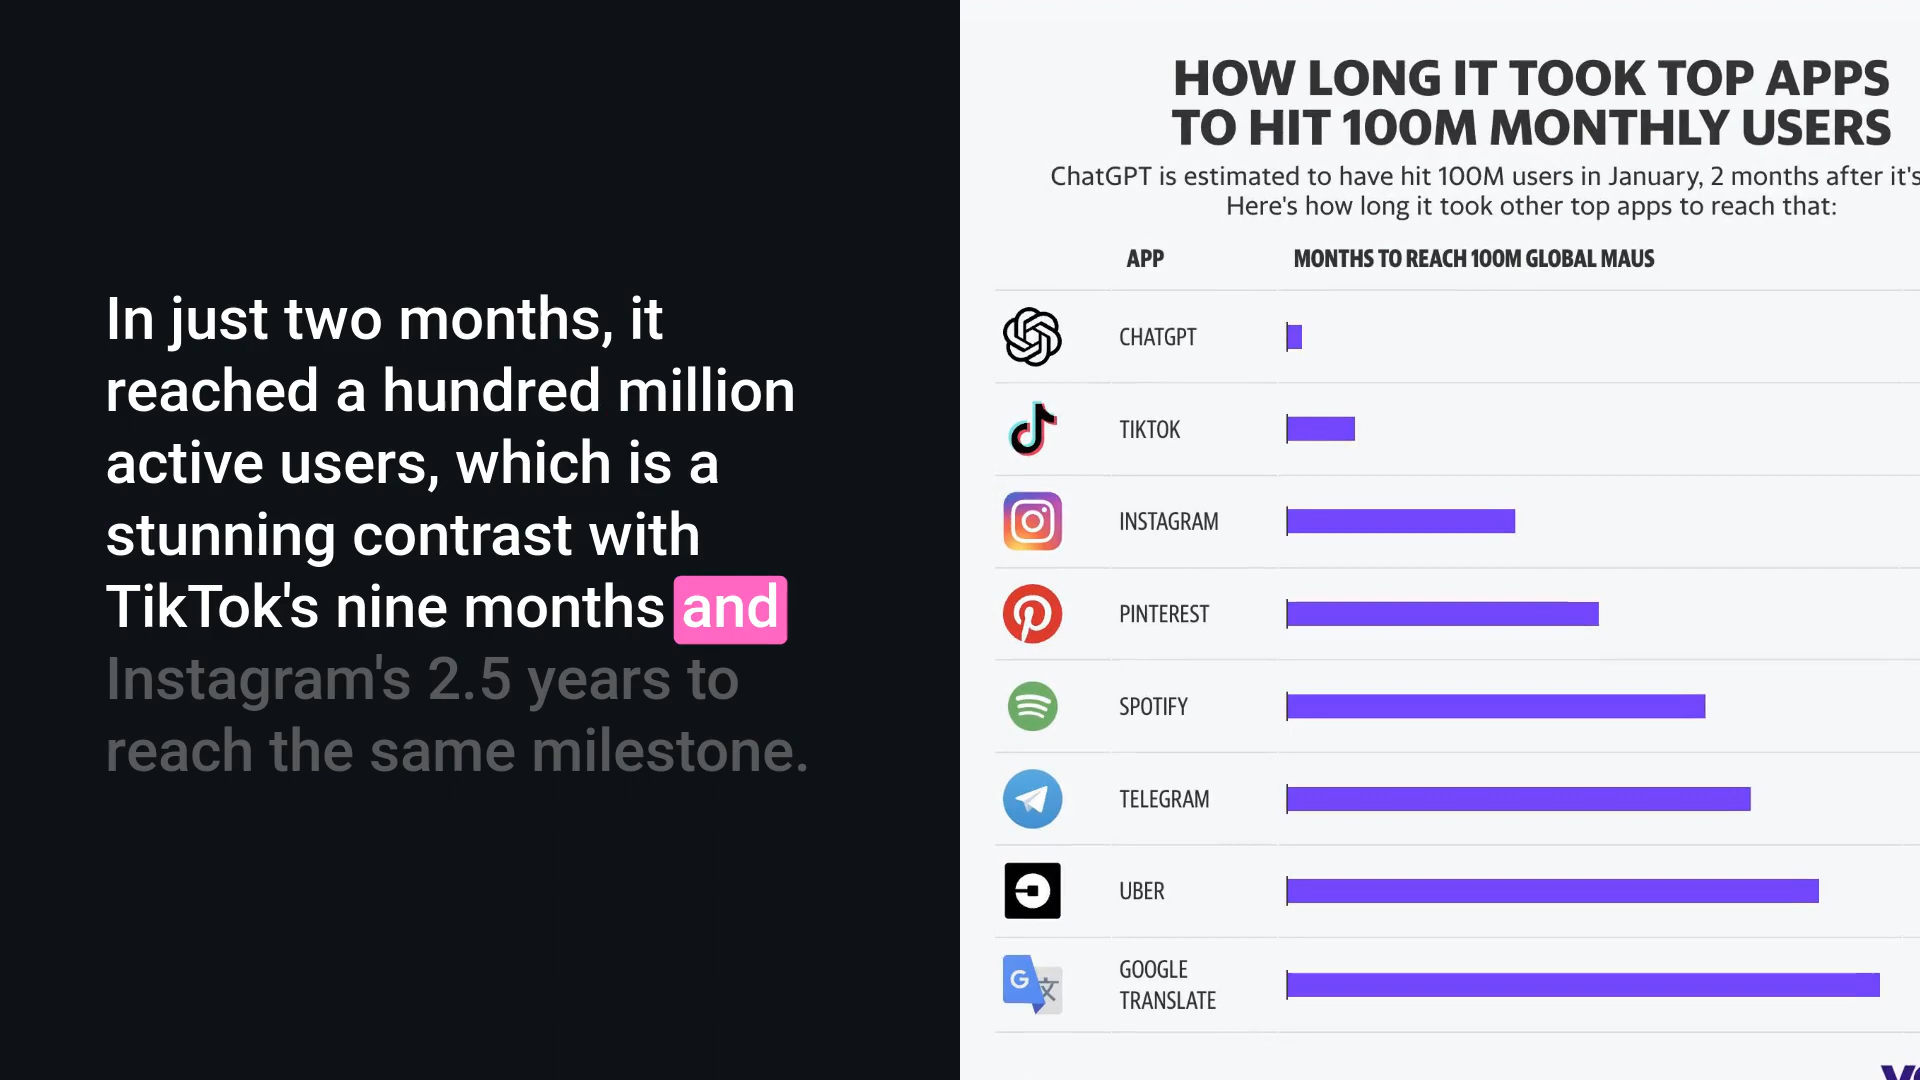 In just two months, it
reached a hundred million
active users, which is a
stunning contrast with
TikTok's nine months and
Instagram's 2.5 years to
reach the same milestone.
HOW LONG IT TOOK TOP APPS
TO HIT 100M MONTHLY USERS
ChatGPT is estimated to have hit 100M users in January, 2 months after it's
Here's how long it took other top apps to reach that:
APP MONTHS TO REACH 100M GLOBAL MAUS
CHATGPT
TIKTOK
INSTAGRAM
PINTEREST
SPOTIFY
TELEGRAM
UBER
G 文
GOOGLE
TRANSLATE